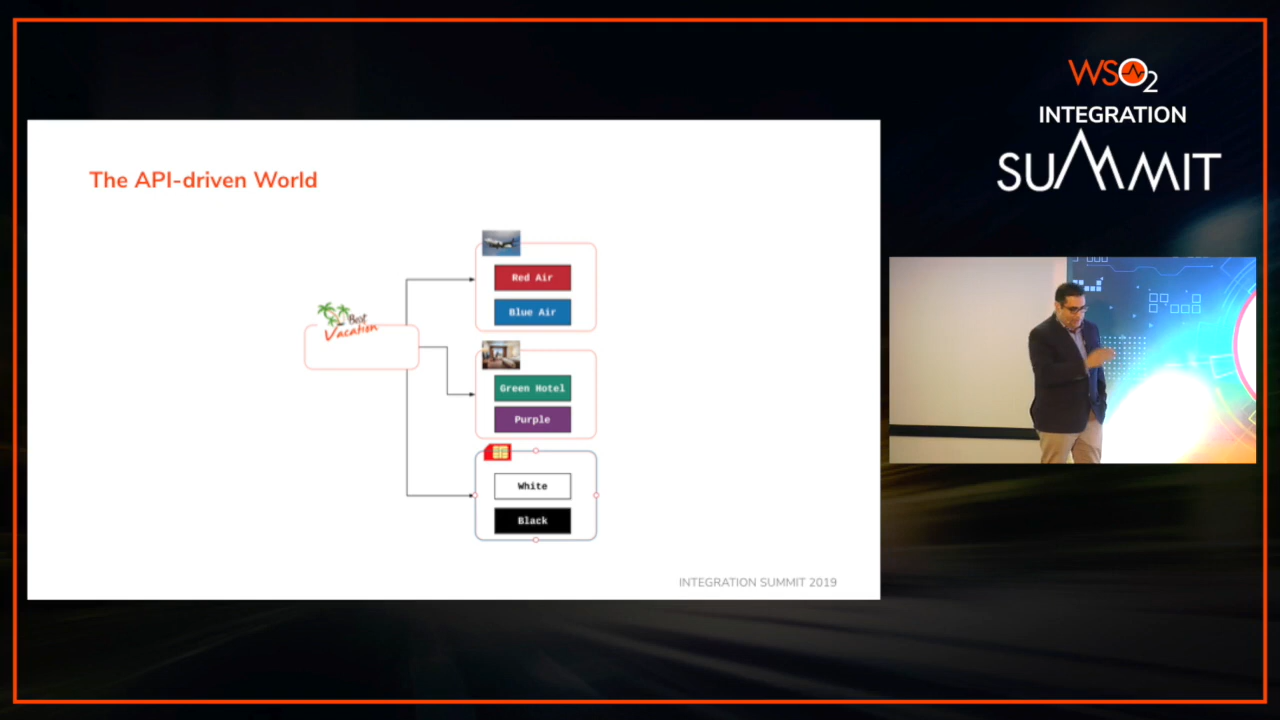 WSO2
INTEGRATION
SUMMIT
The API-driven World
Best
Vacation
Red Air
Blue Air
Green Hotel
Purple
White
Black
INTEGRATION SUMMIT 2019